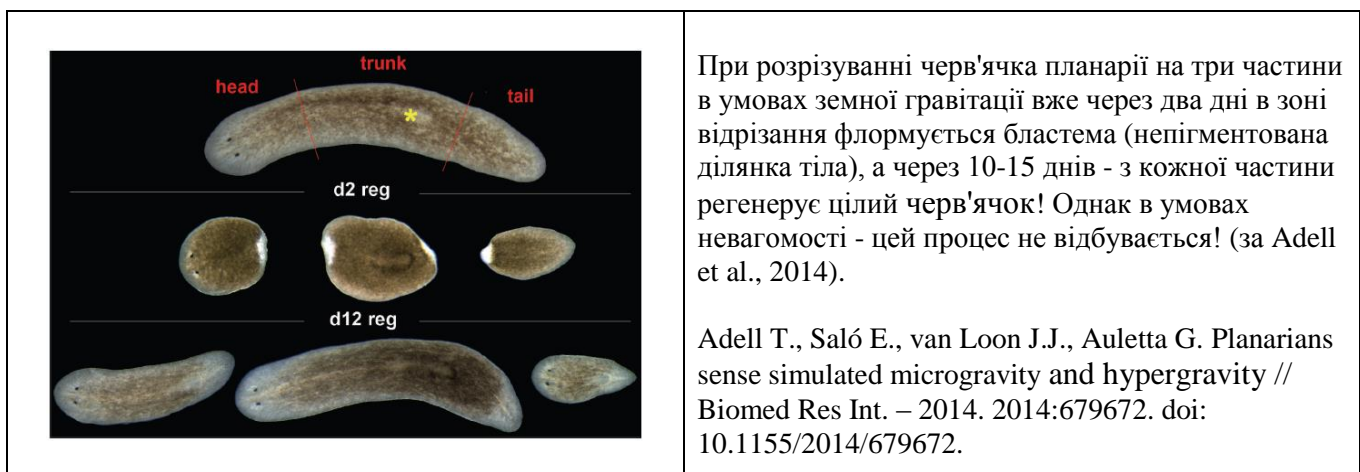 trunk
head
tail
*
d2 reg
d12 reg
При розрізуванні черв'ячка планарії на три частини
в умовах земної гравітації вже через два дні в зоні
відрізання флормується бластема (непігментована
ділянка тіла), а через 10-15 днів - з кожної частини
регенерує цілий черв'ячок! Однак в умовах
невагомості - цей процес не відбувається! (за Adell
et al., 2014).
Adell T., Saló E., van Loon J.J., Auletta G. Planarians
sense simulated microgravity and hypergravity //
Biomed Res Int. – 2014. 2014:679672. doi:
10.1155/2014/679672.